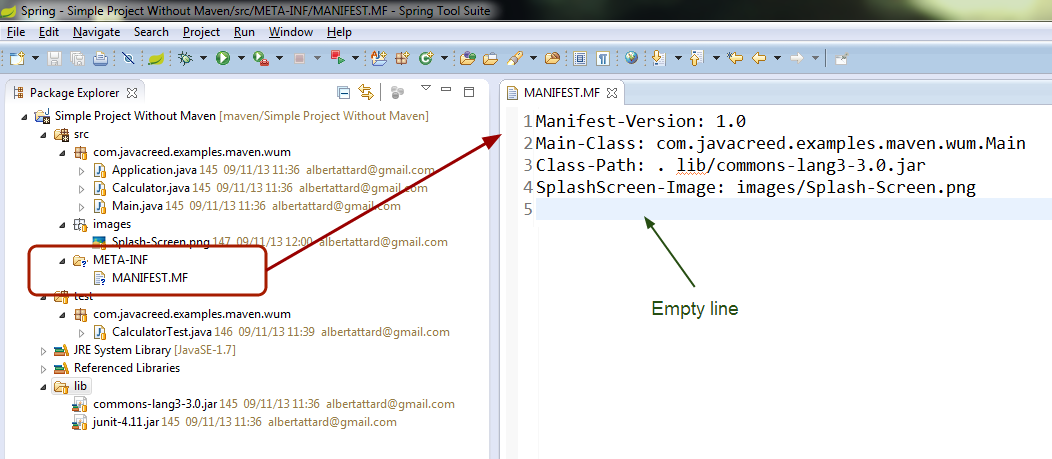 Spring - Simple Project Without Maven/src/META-INF/MANIFEST.MF - Spring Tool Suite
File Edit Navigate Search Project Run Window Help
Package Explorer
Simple Project Without Maven [maven/Simple Project Without Maven]
src
com.javacreed.examples.maven.wum
Application.java 145 09/11/13 11:36 albertattard@gmail.com
Calculator.java 145 09/11/13 11:36 albertattard@gmail.com
Main.java 145 09/11/13 11:36 albertattard@gmail.com
images
Splash-Screen.png 147 09/11/13 12:00 albertattard@gmail.com
META-INF
MANIFEST.MF
test
com.javacreed.examples.maven.wum
CalculatorTest.java 146 09/11/13 11:39 albertattard@gmail.com
JRE System Library [JavaSE-1.7]
Referenced Libraries
lib
commons-lang3-3.0.jar 145 09/11/13 11:36 albertattard@gmail.com
junit-4.11.jar 145 09/11/13 11:36 albertattard@gmail.com
MANIFEST.MF
1 Manifest-Version: 1.0
2 Main-Class: com.javacreed.examples.maven.wum.Main
3 Class-Path: . lib/commons-lang3-3.0.jar
4 SplashScreen-Image: images/Splash-Screen.png
5
Empty line